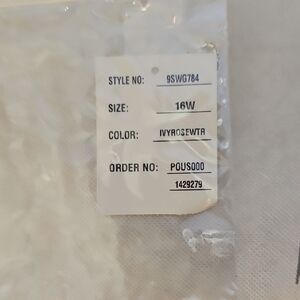 STYLE NO: 9SWG784
SIZE: 16W
COLOR: IVYROSEWTR
ORDER NO: POUS000
1429279